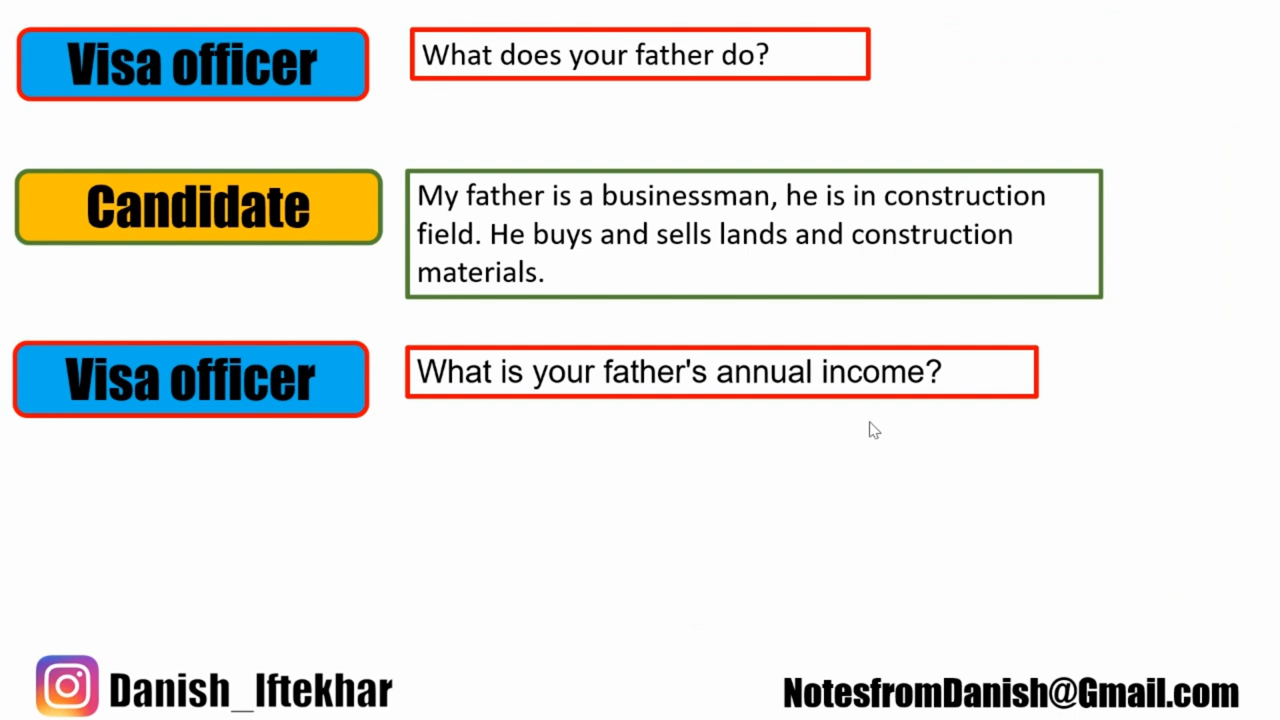 Visa officer
What does your father do?
Candidate
My father is a businessman, he is in construction
field. He buys and sells lands and construction
materials.
Visa officer
What is your father's annual income?
Danish_Iftekhar
NotesfromDanish@Gmail.com